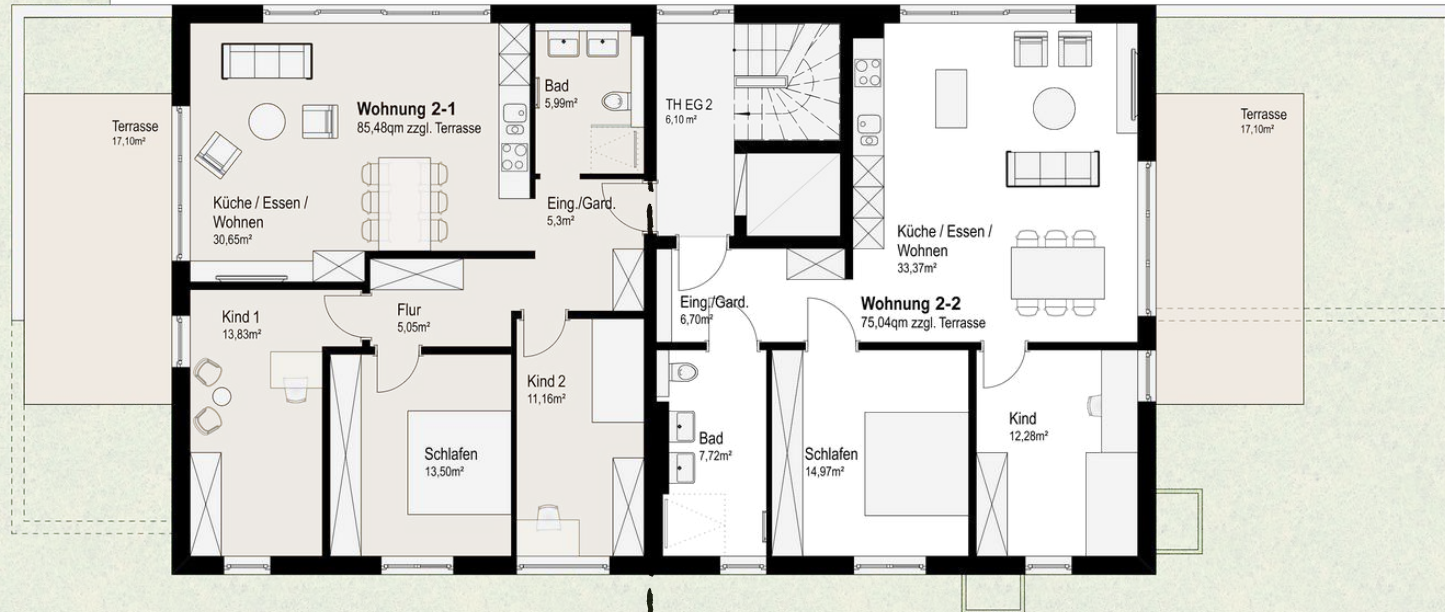 Terrasse
17,10m²
Wohnung 2-1
85,48qm zzgl. Terrasse
Küche / Essen /
Wohnen
30,65m²
Bad
5,99m²
Eing./Gard.
5,3m²
TH EG 2
6,10 m²
Kind 1
13,83m²
Flur
5,05m²
Schlafen
13,50m²
Kind 2
11,16m²
Küche / Essen /
Wohnen
33,37m²
Wohnung 2-2
75,04qm zzgl. Terrasse
Eing./Gard.
6,70m²
Bad
7,72m²
Schlafen
14,97m²
Kind
12,28m²
Terrasse
17,10m²